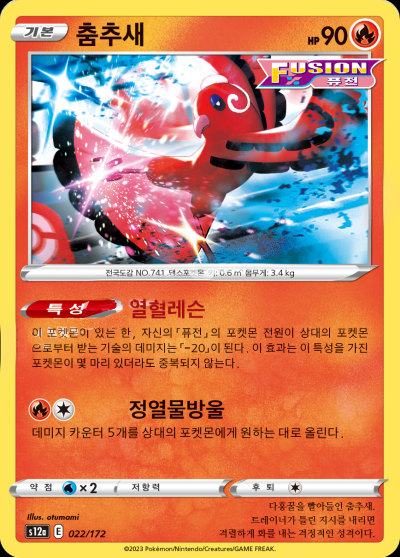 기본 춤추새 HP 90
FUSION
퓨전
전국도감 NO.741 댄스포켓몬 키: 0.6 m 몸무게: 3.4 kg
특성 열혈레슨
이 포켓몬이 있는 한, 자신의 「퓨전」의 포켓몬 전원이 상대의 포켓몬
으로부터 받는 기술의 데미지는 「-20」이 된다. 이 효과는 이 특성을 가진
포켓몬이 몇 마리 있더라도 중복되지 않는다.
정열물방울
데미지 카운터 5개를 상대의 포켓몬에게 원하는 대로 올린다.
약점 ×2 저항력 후퇴
Illus. otumami
s12a E 022/172
다홍꿀을 빨아들인 춤추새.
트레이너가 틀린 지시를 내리면
격렬하게 화를 내는 격정적인 성격이다.
©2023 Pokémon/Nintendo/Creatures/GAME FREAK.